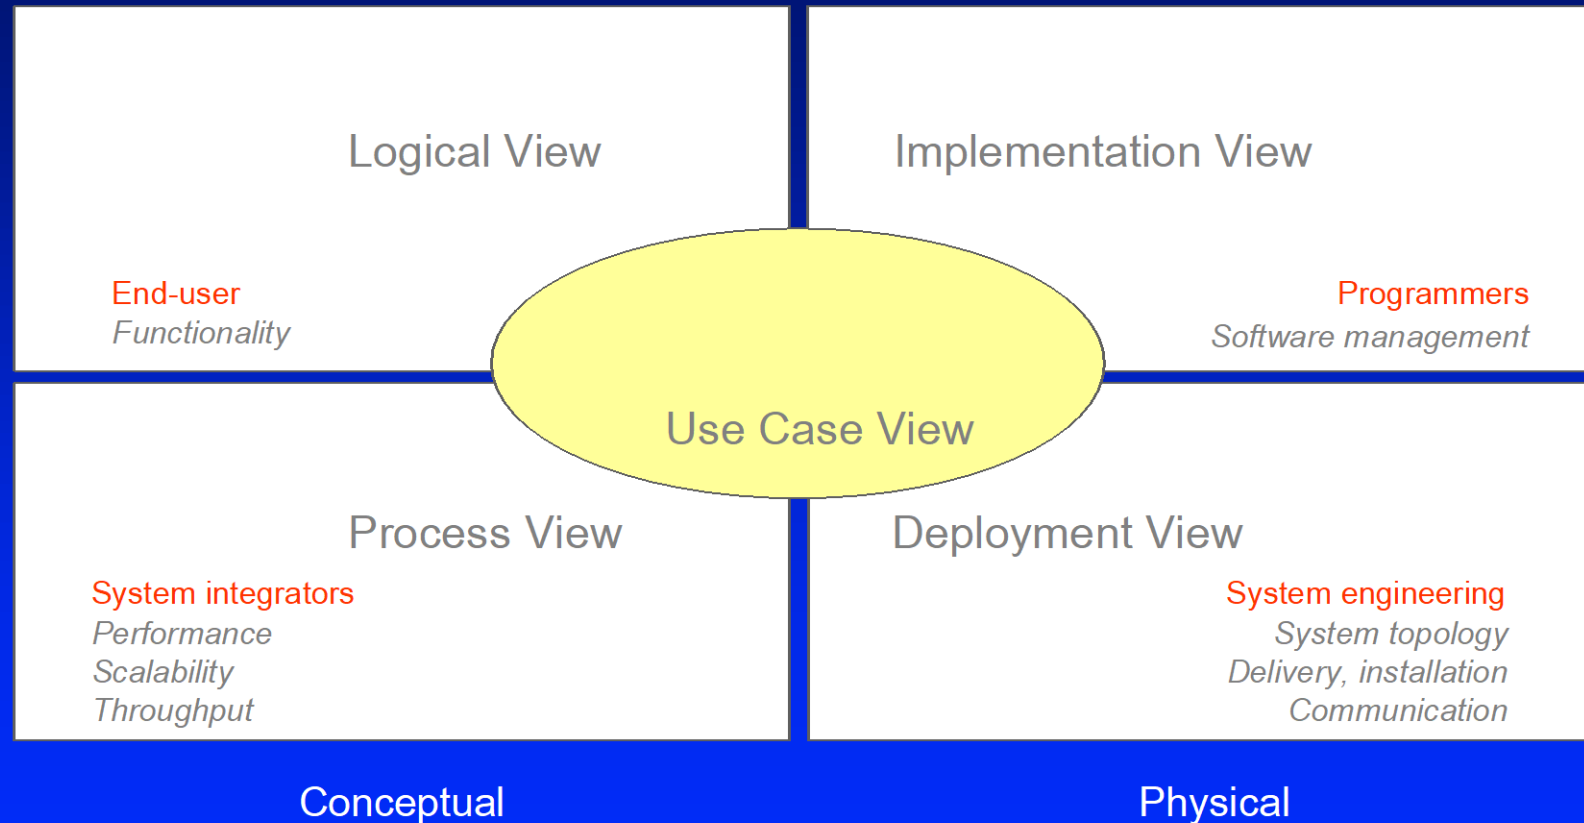 Logical View
Implementation View
End-user
Functionality
Programmers
Software management
Use Case View
Process View
Deployment View
System integrators
Performance
Scalability
Throughput
System engineering
System topology
Delivery, installation
Communication
Conceptual
Physical